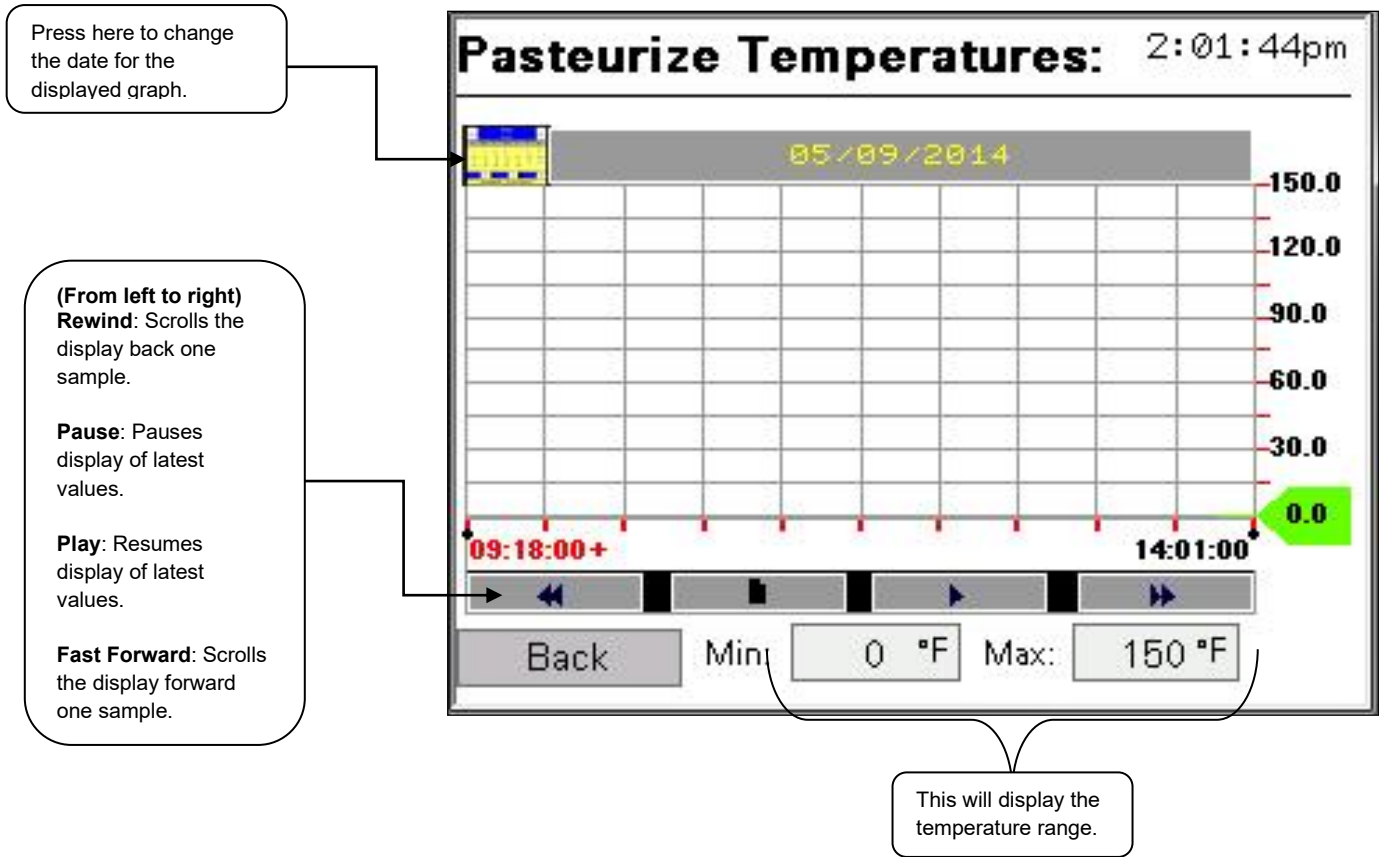 Press here to change
the date for the
displayed graph.
Pasteurize Temperatures: 2:01:44pm
05/09/2014
150.0
120.0
90.0
60.0
30.0
0.0
09:18:00+ 14:01:00
Back Min: 0 °F Max: 150 °F
(From left to right)
Rewind: Scrolls the
display back one
sample.
Pause: Pauses
display of latest
values.
Play: Resumes
display of latest
values.
Fast Forward: Scrolls
the display forward
one sample.
This will display the
temperature range.